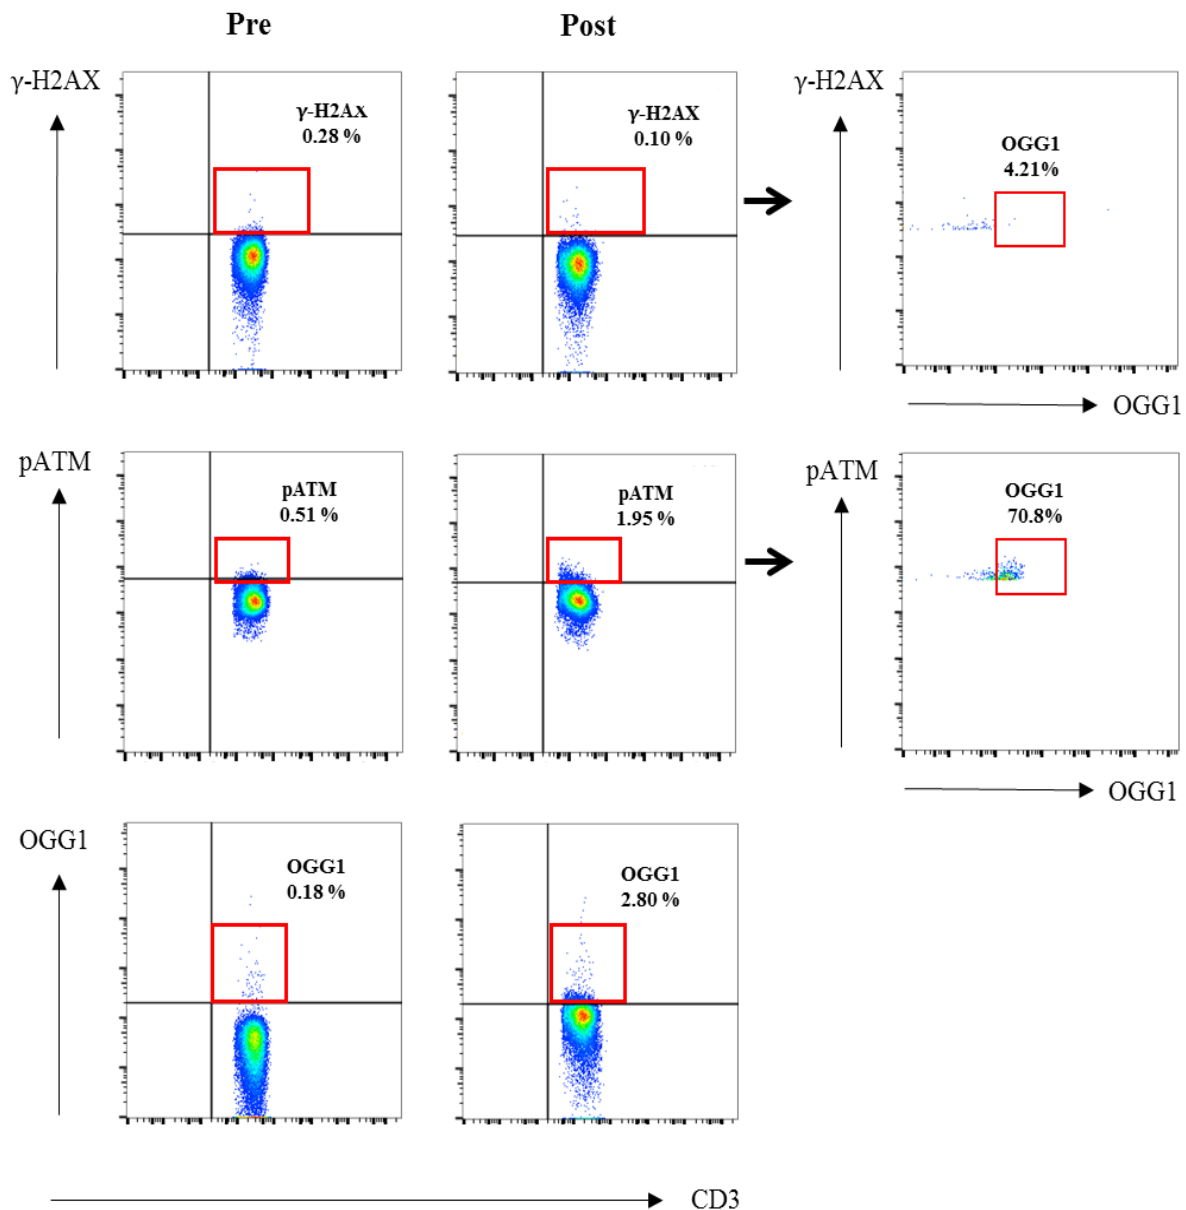 Pre
Post
γ-H2AX
γ-H2AX
0.28 %
γ-H2AX
0.10 %
γ-H2AX
OGG1
4.21%
OGG1
pATM
pATM
0.51 %
pATM
1.95 %
pATM
OGG1
70.8%
OGG1
OGG1
OGG1
0.18 %
OGG1
2.80 %
CD3